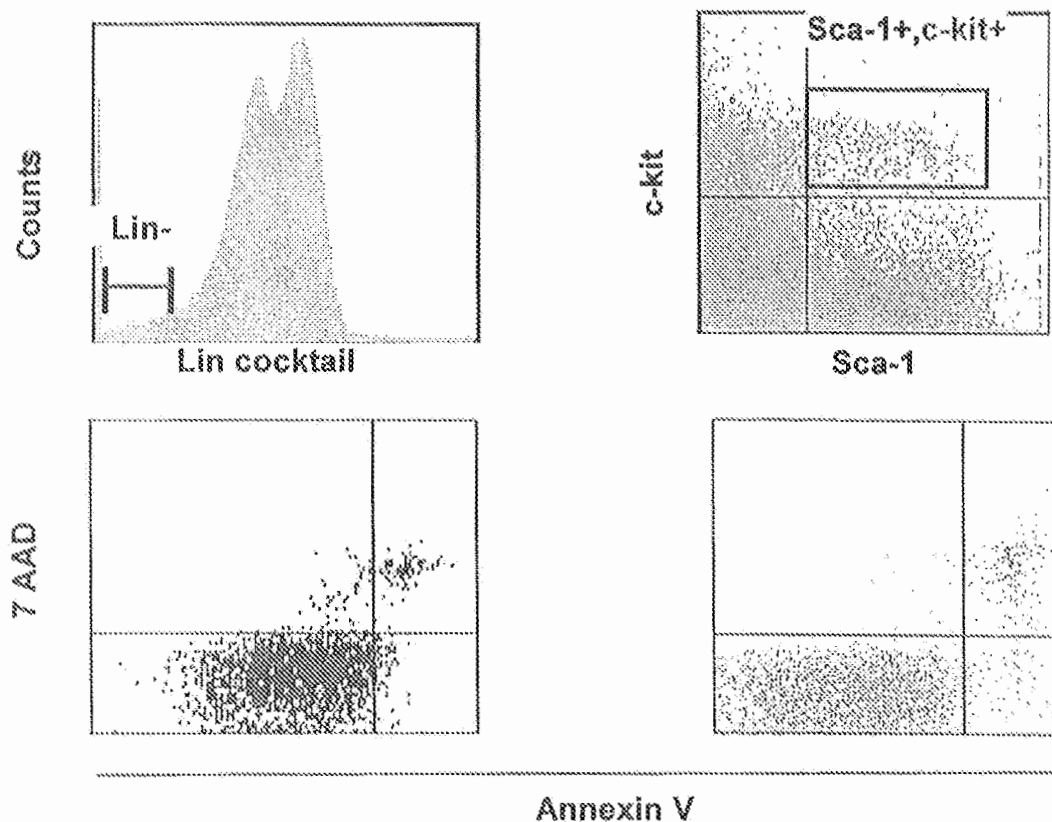 Sca-1+,c-kit+
Counts
c-kit
Lin-
Lin cocktail
Sca-1
7 AAD
Annexin V